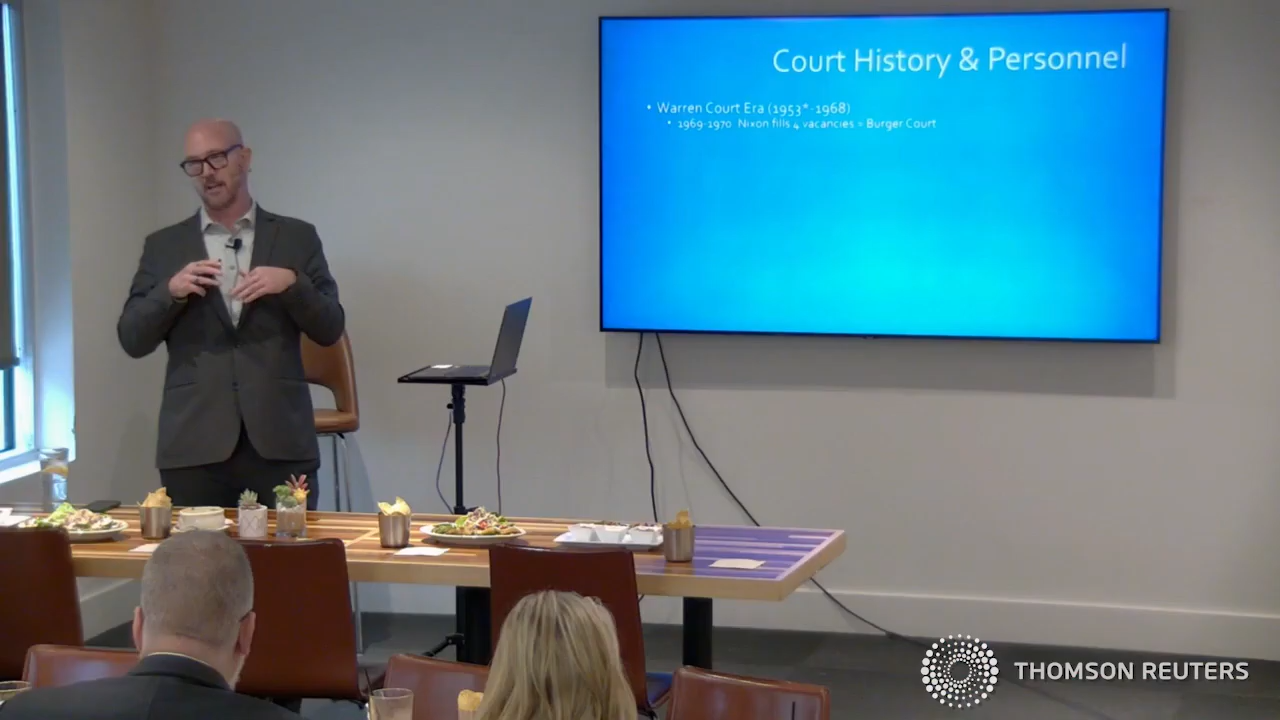 Court History & Personnel
• Warren Court Era (1953*-1968)
• 1969-1970 Nixon fills 4 vacancies = Burger Court
THOMSON REUTERS